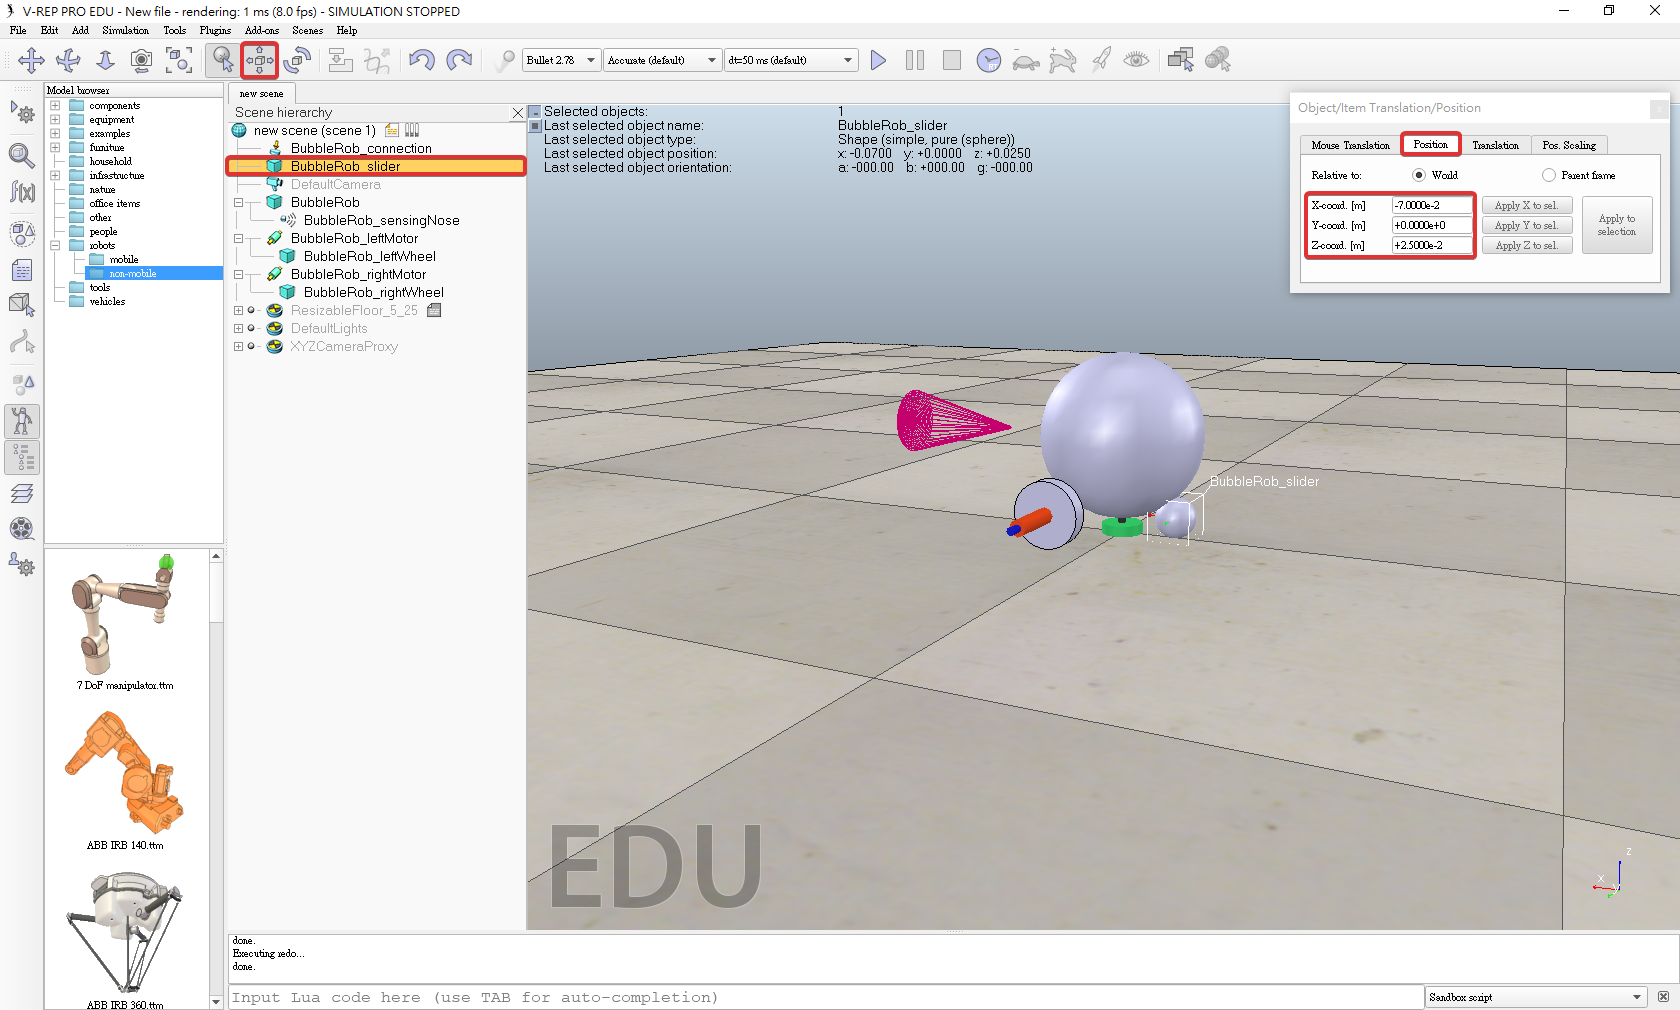 V-REP PRO EDU - New file - rendering: 1 ms (8.0 fps) - SIMULATION STOPPED
File Edit Add Simulation Tools Plugins Add-ons Scenes Help
Bullet 2.78 Accurate (default) dt=50 ms (default)
Model browser
components
equipment
examples
furniture
household
infrastructure
nature
office items
other
people
robots
mobile
non-mobile
tools
vehicles
7 DoF manipulator.ttm
ABB IRB 140.ttm
ABB IRB 360.ttm
new scene
Scene hierarchy
new scene (scene 1)
BubbleRob_connection
BubbleRob_slider
DefaultCamera
BubbleRob
BubbleRob_sensingNose
BubbleRob_leftMotor
BubbleRob_leftWheel
BubbleRob_rightMotor
BubbleRob_rightWheel
ResizableFloor_5_25
DefaultLights
XYZCameraProxy
Selected objects: 1
Last selected object name: BubbleRob_slider
Last selected object type: Shape (simple, pure (sphere))
Last selected object position: x: -0.0700 y: +0.0000 z: +0.0250
Last selected object orientation: a: -000.00 b: +000.00 g: -000.00
Object/Item Translation/Position
Mouse Translation Position Translation Pos. Scaling
Relative to: World Parent frame
X-coord. [m] -7.0000e-2 Apply X to sel.
Y-coord. [m] +0.0000e+0 Apply Y to sel.
Z-coord. [m] +2.5000e-2 Apply Z to sel.
Apply to
selection
BubbleRob_slider
EDU
z
x
y
done.
Executing redo...
done.
Input Lua code here (use TAB for auto-completion)
Sandbox script